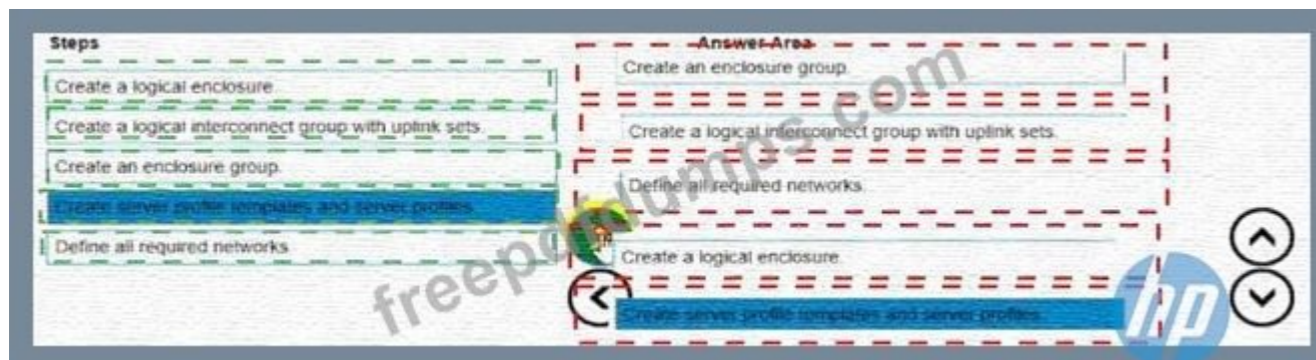 Steps
Create a logical enclosure.
Create a logical interconnect group with uplink sets.
Create an enclosure group.
Create server profile templates and server profiles.
Define all required networks.
Answer Area
Create an enclosure group.
Create a logical interconnect group with uplink sets.
Define all required networks.
Create a logical enclosure.
Create server profile templates and server profiles.
freepdfdumps.com
hp